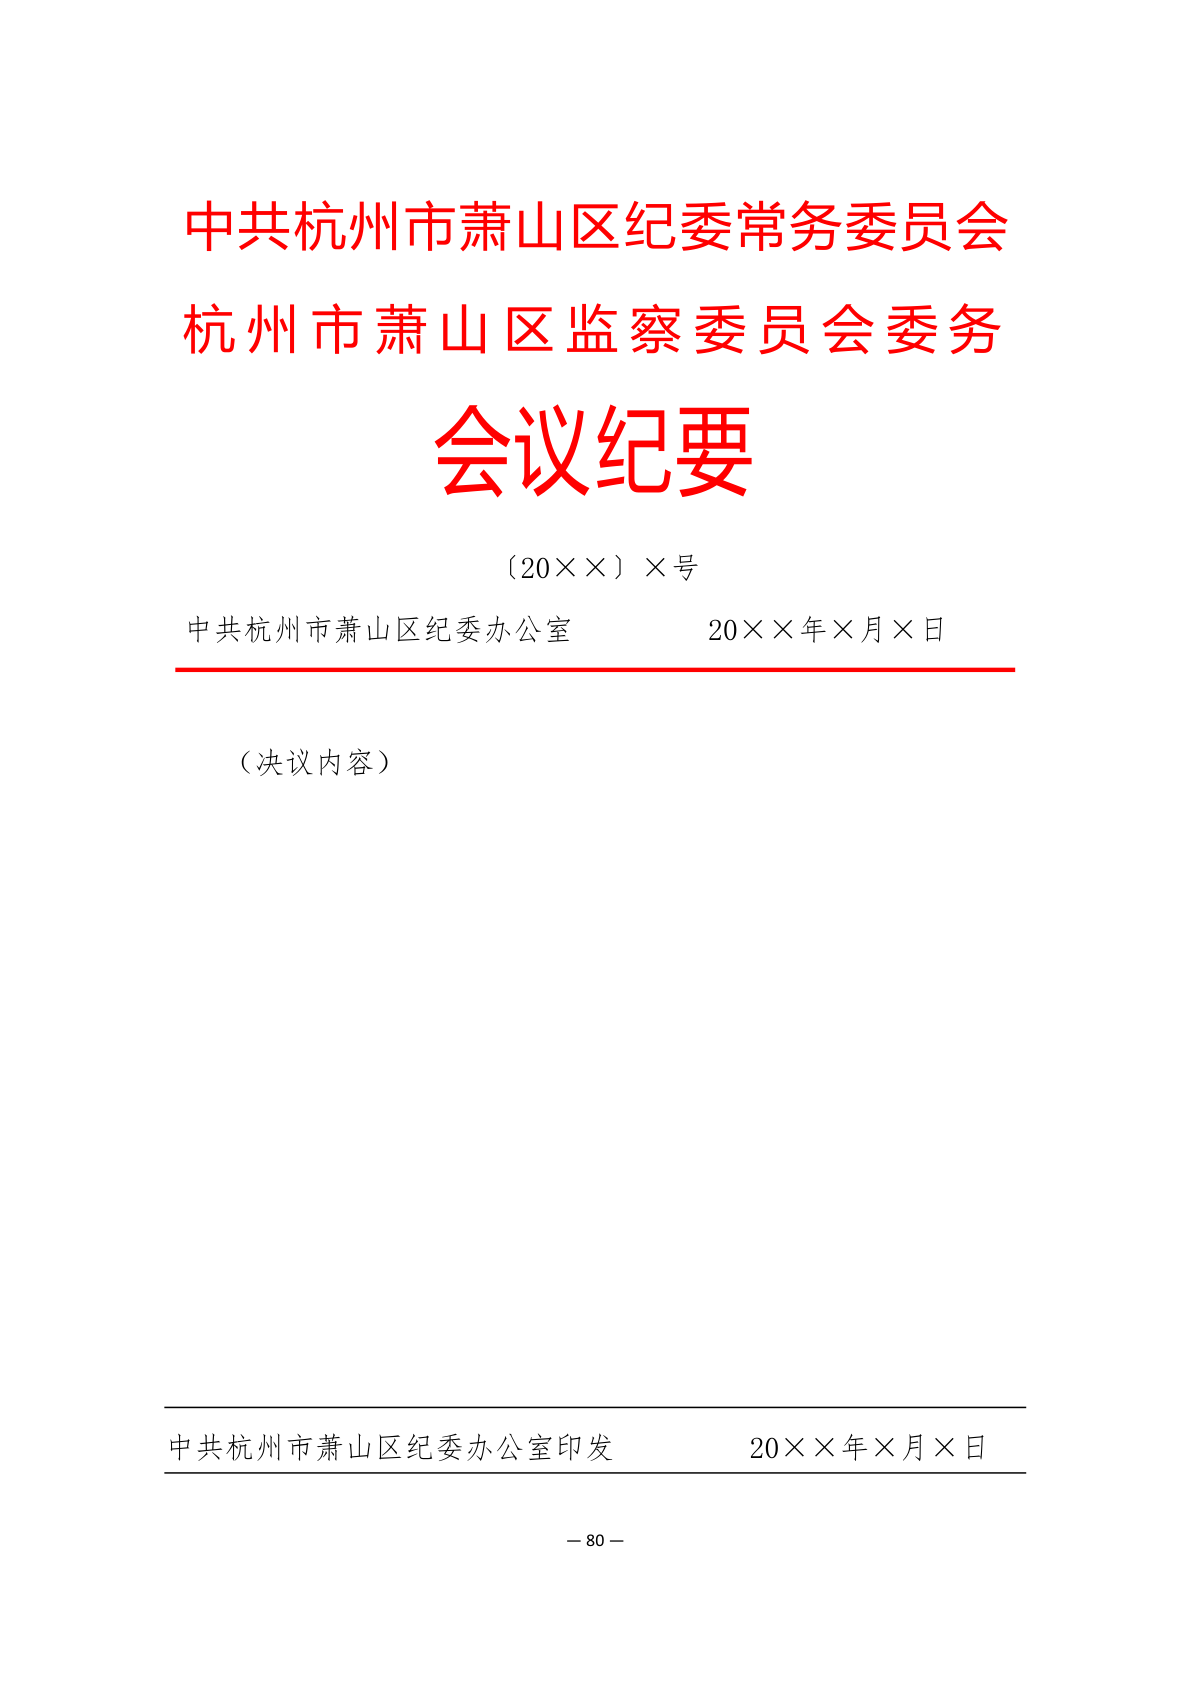 中共杭州市萧山区纪委常务委员会
杭州市萧山区监察委员会委务
会议纪要
〔20××〕×号
中共杭州市萧山区纪委办公室 20××年×月×日
（决议内容）
中共杭州市萧山区纪委办公室印发 20××年×月×日
— 80 —